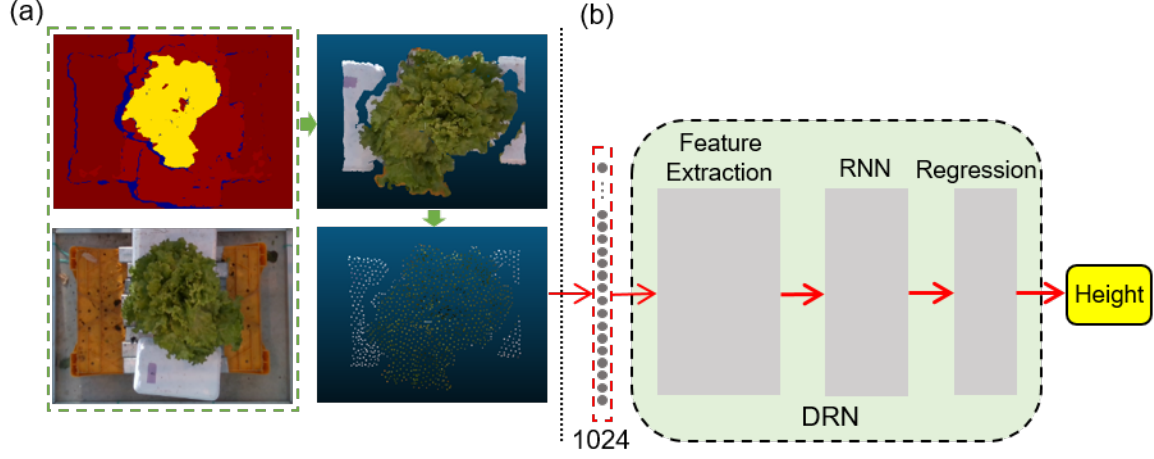 (a)
(b)
Feature
Extraction
RNN
Regression
Height
DRN
1024